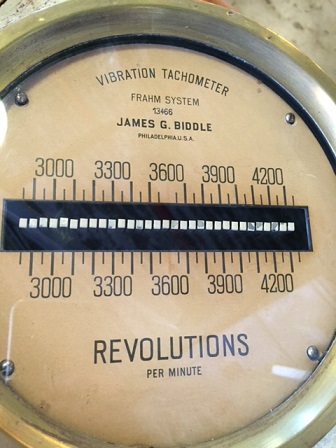 VIBRATION TACHOMETER
FRAHM SYSTEM
13466
JAMES G. BIDDLE
PHILADELPHIA, U.S.A.
3000 3300 3600 3900 4200
3000 3300 3600 3900 4200
REVOLUTIONS
PER MINUTE